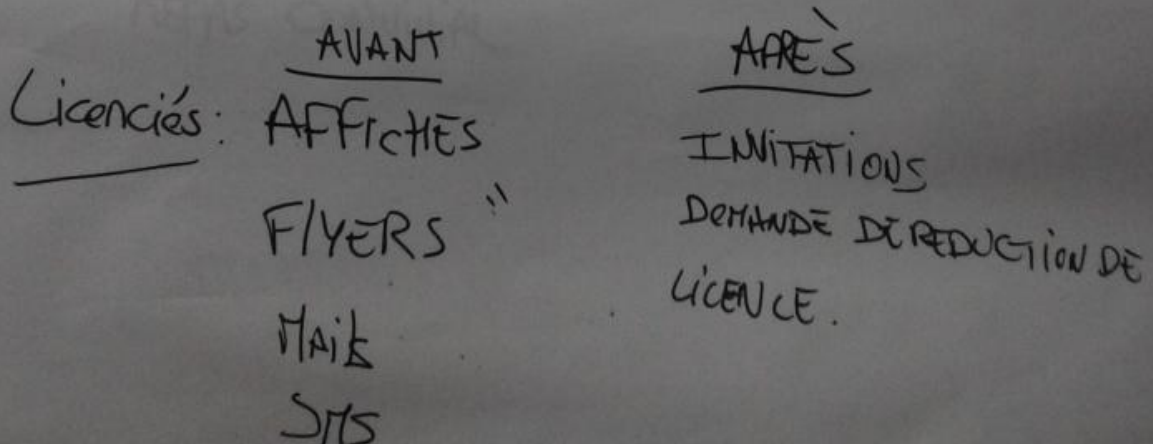 AVANT APRÈS
Licenciés: AFFICHES INVITATIONS
FlYERS " DEMANDE DE REDUCTION DE
MAils LICENCE.
SMS